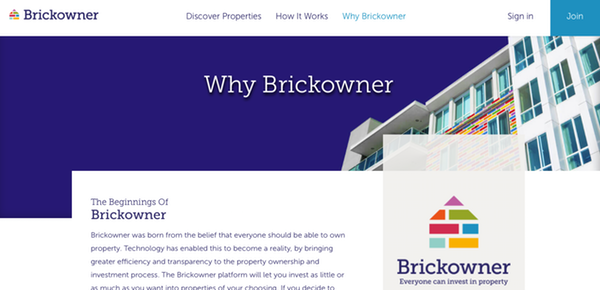 Brickowner
Discover Properties
How It Works
Why Brickowner
Sign in
Join
Why Brickowner
The Beginnings Of
Brickowner
Brickowner was born from the belief that everyone should be able to own
property. Technology has enabled this to become a reality, by bringing
greater efficiency and transparency to the property ownership and
investment process. The Brickowner platform will let you invest as little or
as much as you want into properties of your choosing. If you decide to
Brickowner
Everyone can invest in property